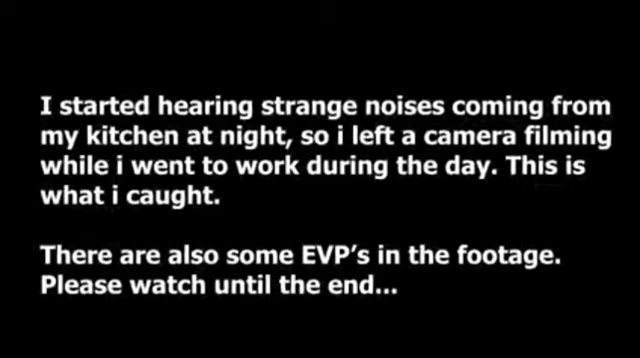 I started hearing strange noises coming from
my kitchen at night, so i left a camera filming
while i went to work during the day. This is
what i caught.
There are also some EVP's in the footage.
Please watch until the end...